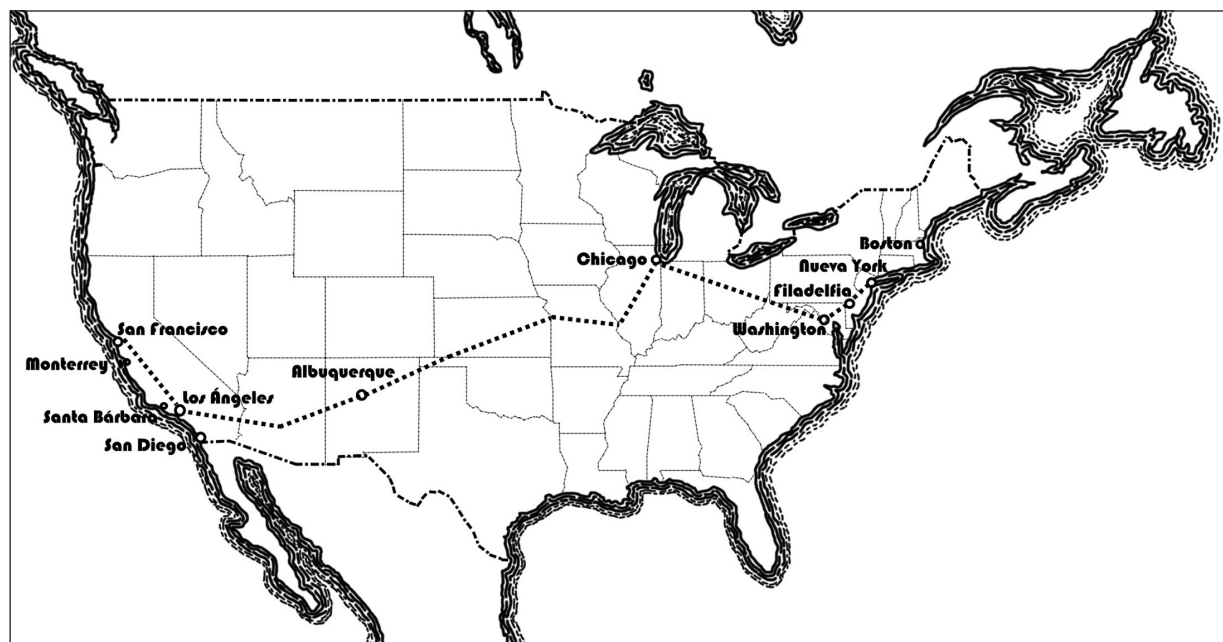 Boston
Chicago
Nueva York
Filadelfia
Washington
San Francisco
Monterrey
Albuquerque
Los Ángeles
Santa Bárbara
San Diego